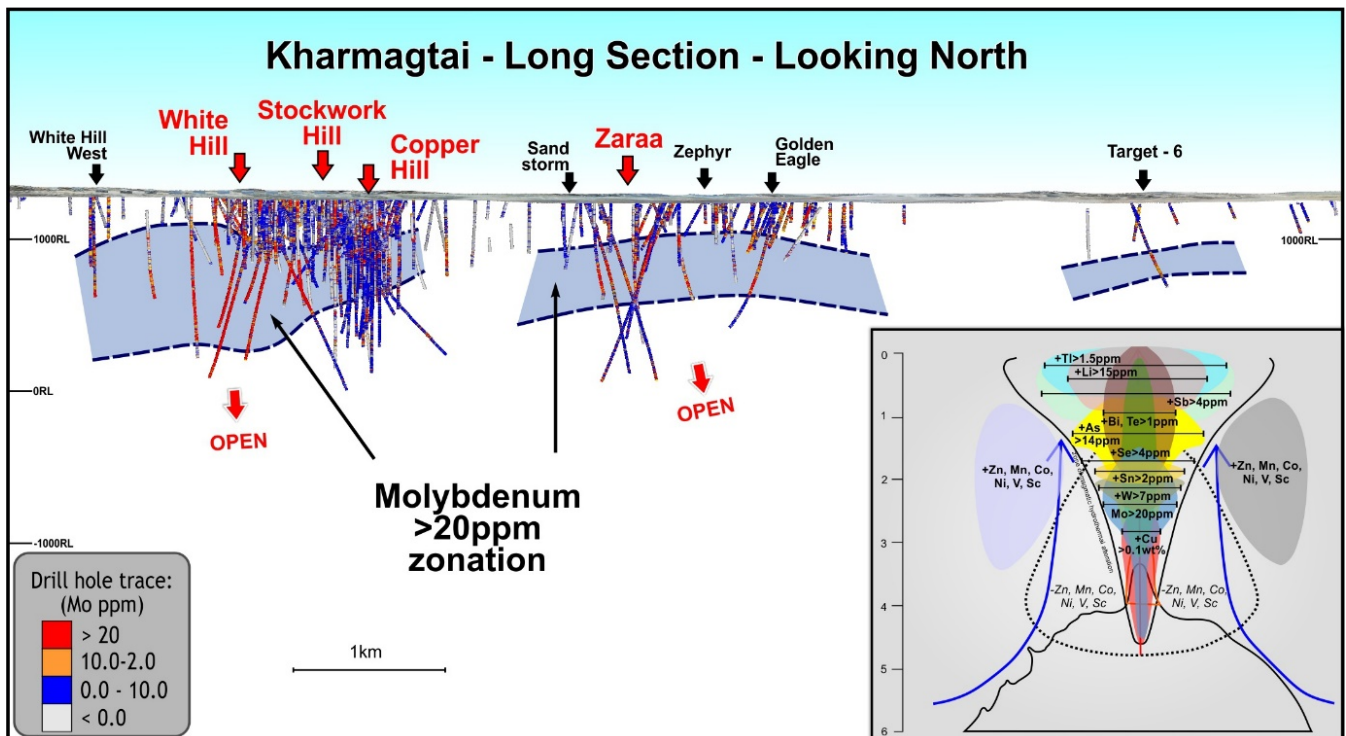 Kharmagtai - Long Section - Looking North
White Hill
West
White
Hill
Stockwork
Hill
Copper
Hill
Sand
storm
Zaraa
Zephyr
Golden
Eagle
Target - 6
1000RL
1000RL
0RL
-1000RL
OPEN
OPEN
Molybdenum
>20ppm
zonation
1km
Drill hole trace:
(Mo ppm)
> 20
10.0-2.0
0.0 - 10.0
< 0.0
0
1
2
3
4
5
6
+Tl>1.5ppm
+Li>15ppm
+Sb>4ppm
+Bi, Te>1ppm
+As
>14ppm
+Se>4ppm
+Sn>2ppm
+W>7ppm
Mo>20ppm
+Cu
>0.1wt%
+Zn, Mn, Co,
Ni, V, Sc
+Zn, Mn, Co,
Ni, V, Sc
-Zn, Mn, Co,
Ni, V, Sc
-Zn, Mn, Co,
Ni, V, Sc
hydrothermal alteration